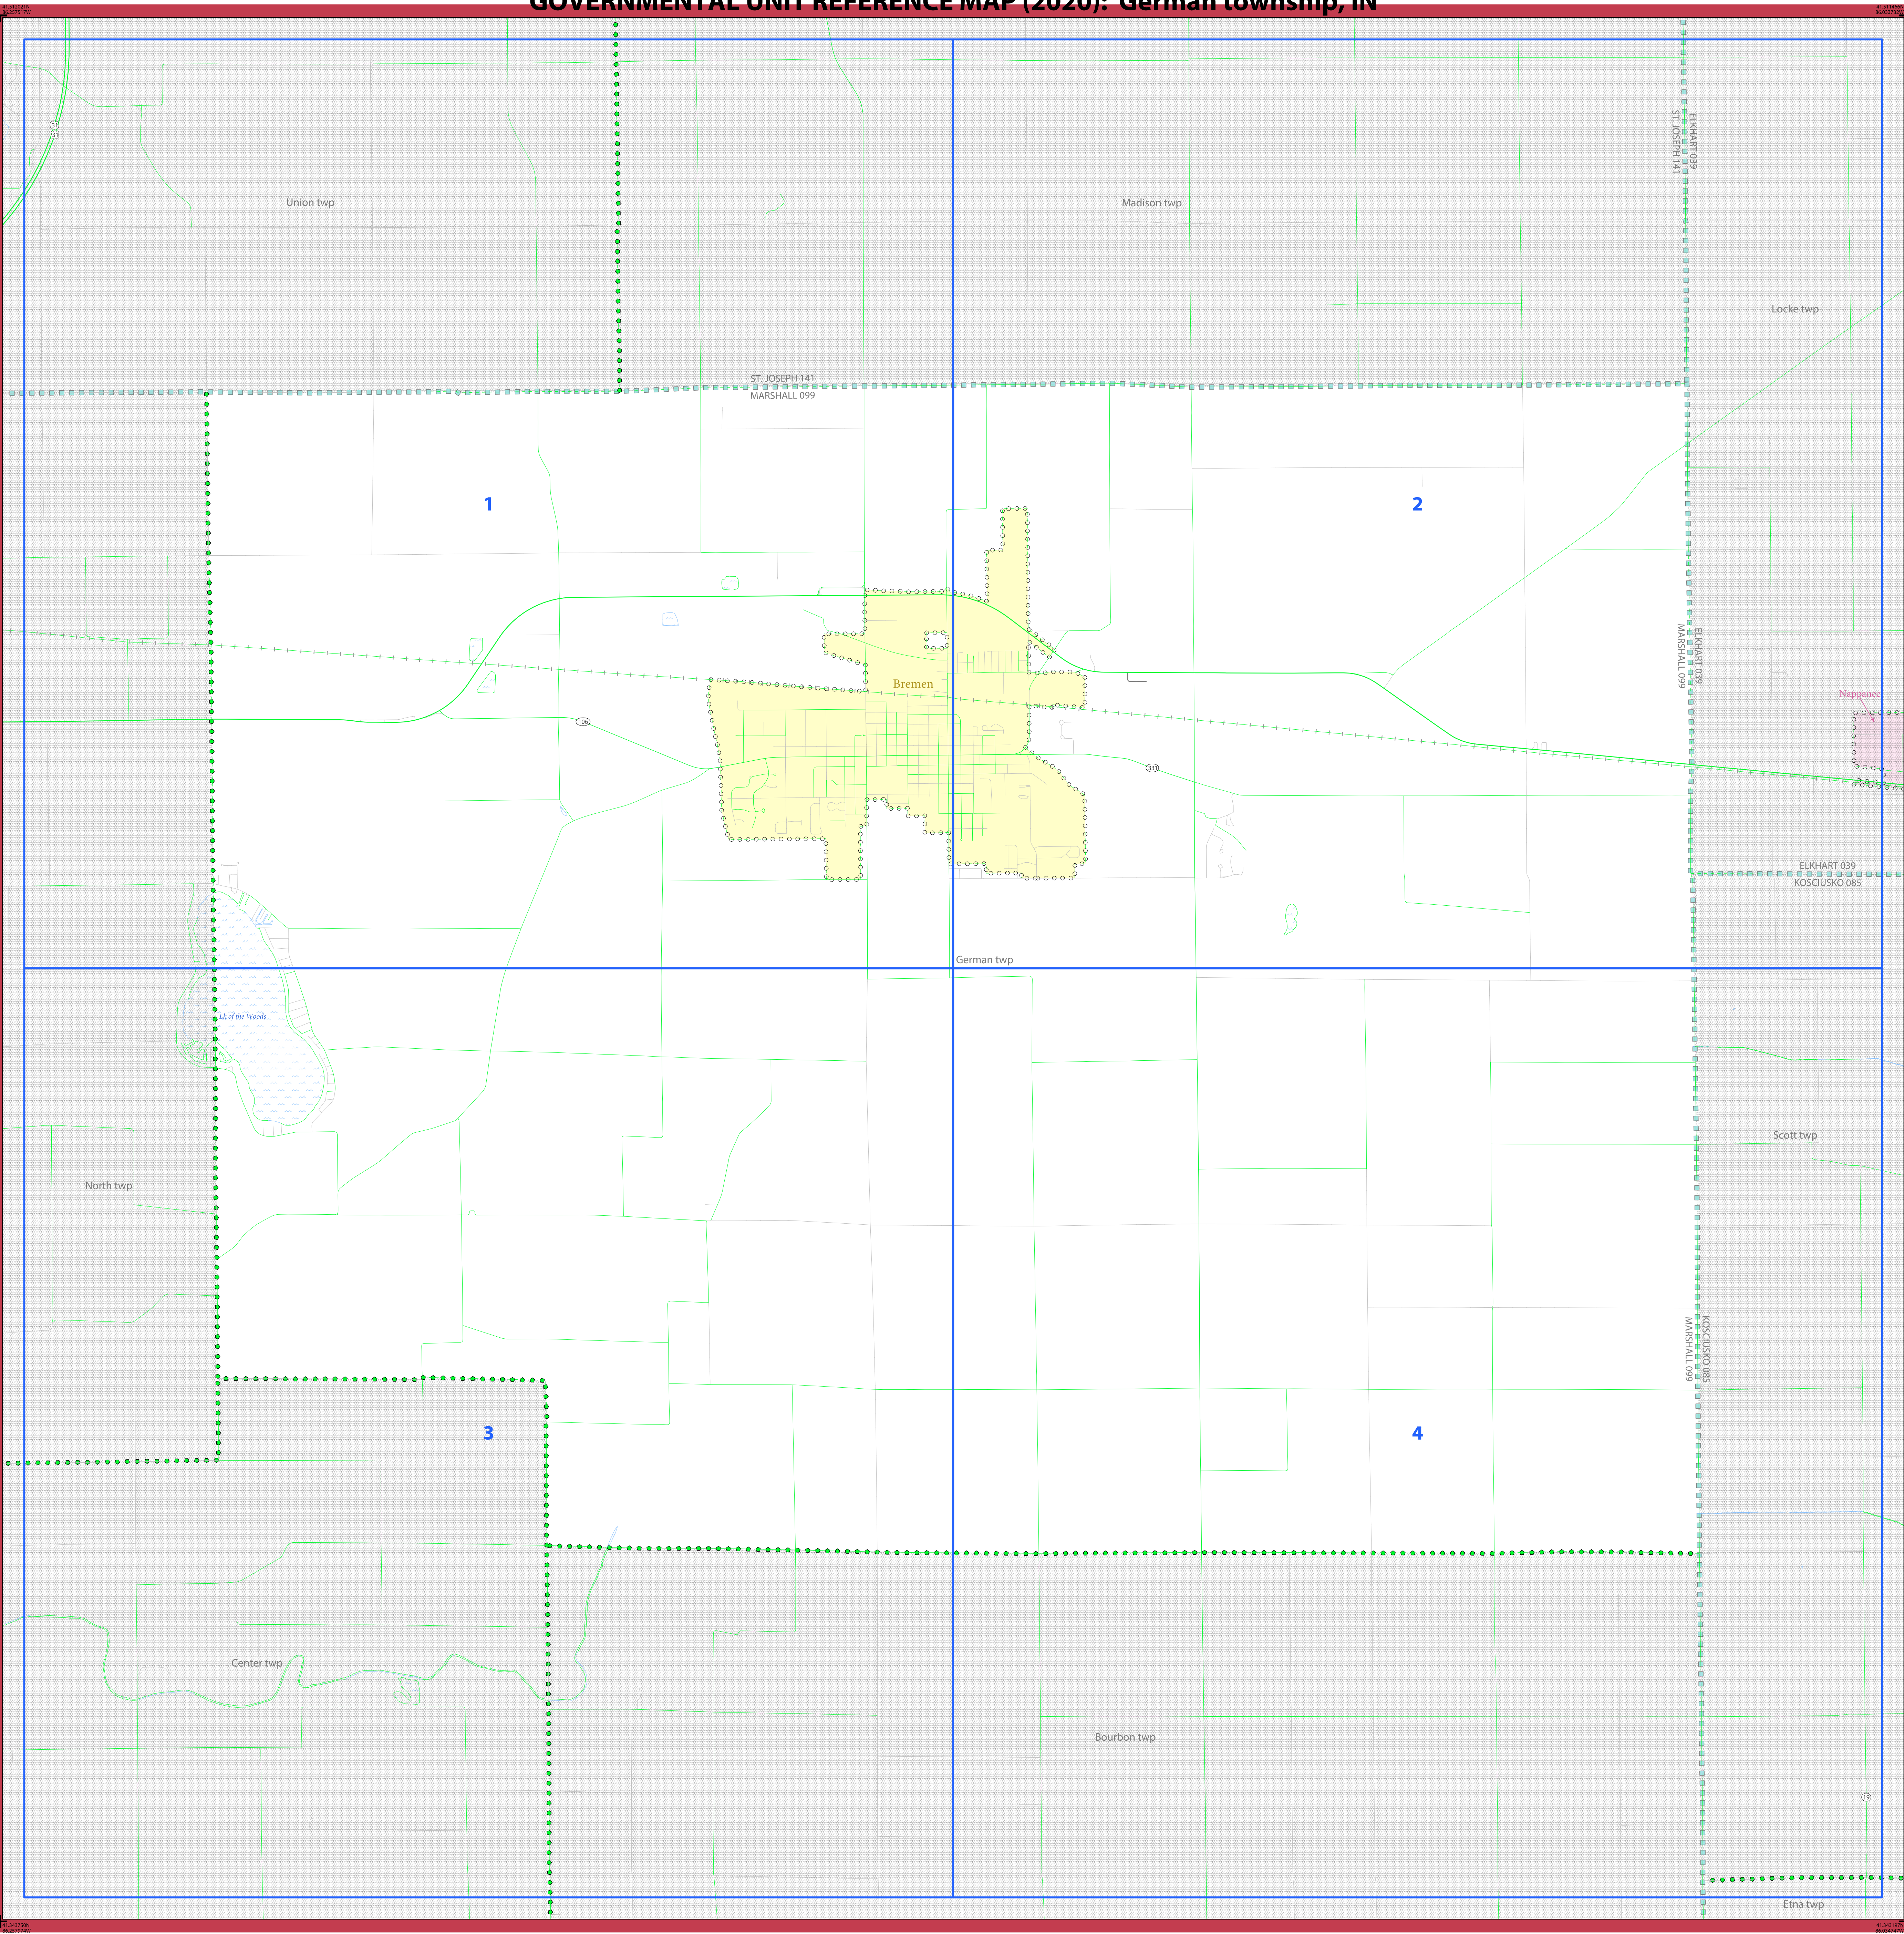 GOVERNMENTAL UNIT REFERENCE MAP (2020): German township, IN
31
31
ST. JOSEPH 141
ELKHART 039
Union twp
Madison twp
Locke twp
ST. JOSEPH 141
MARSHALL 099
1
2
MARSHALL 099
ELKHART 039
Bremen
Nappanee
106
331
ELKHART 039
KOSCIUSKO 085
German twp
Lk of the Woods
Scott twp
North twp
MARSHALL 099
KOSCIUSKO 085
3
4
Center twp
Bourbon twp
19
Etna twp